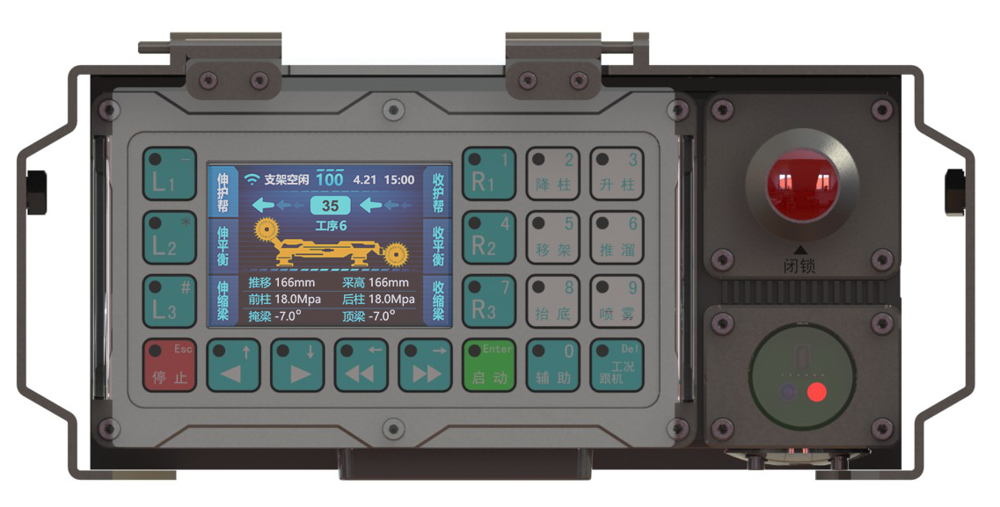 L1 —
L2 *
L3 #
伸护帮
伸平衡
伸缩梁
支架空闲 100 4.21 15:00
35
工序6
推移 166mm 采高 166mm
前柱 18.0Mpa 后柱 18.0Mpa
掩梁 -7.0° 顶梁 -7.0°
收护帮
收平衡
收缩梁
R1 1
2 降柱
3 升柱
R2 4
5 移架
6 推溜
R3 7
8 抬底
9 喷雾
Esc
停止
↑
↓
←
→
Enter
启动
0
辅助
Del
工况
跟机
闭锁